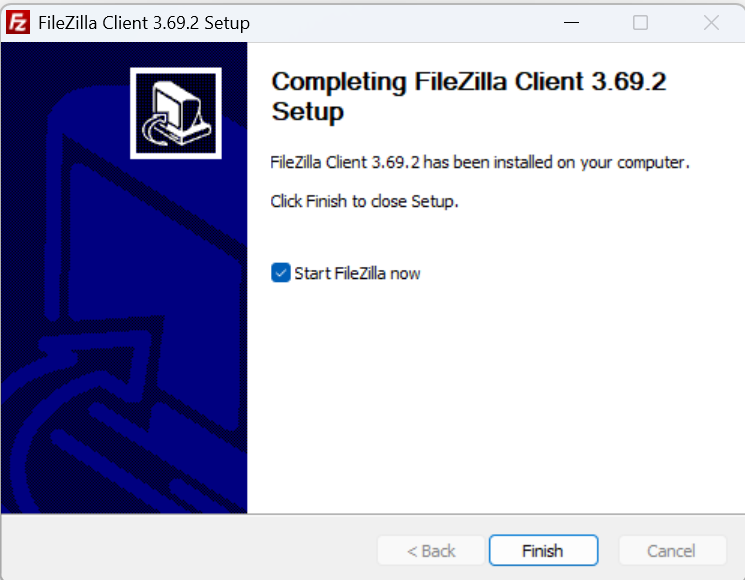 FileZilla Client 3.69.2 Setup
Completing FileZilla Client 3.69.2
Setup
FileZilla Client 3.69.2 has been installed on your computer.
Click Finish to close Setup.
Start FileZilla now
< Back
Finish
Cancel